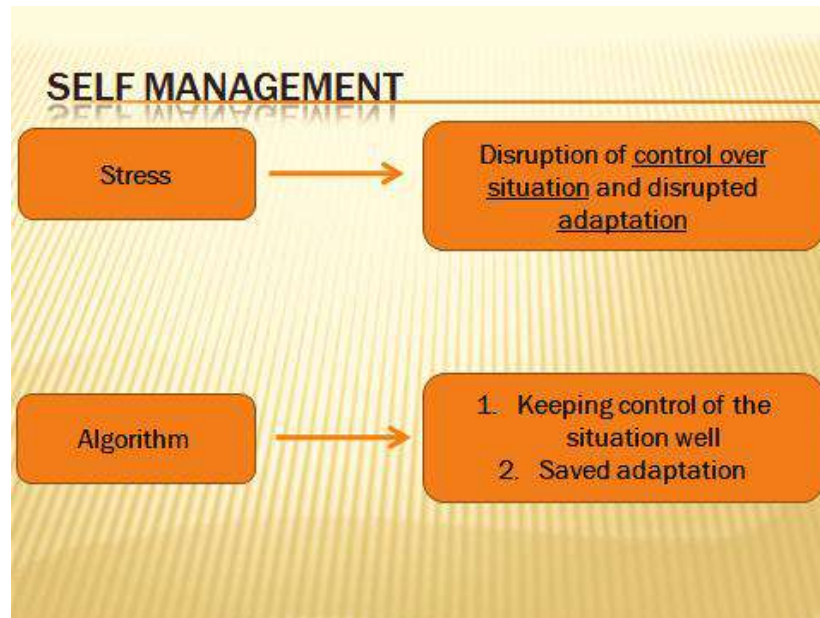 SELF MANAGEMENT
Stress
Disruption of control over
situation and disrupted
adaptation
Algorithm
1. Keeping control of the
situation well
2. Saved adaptation